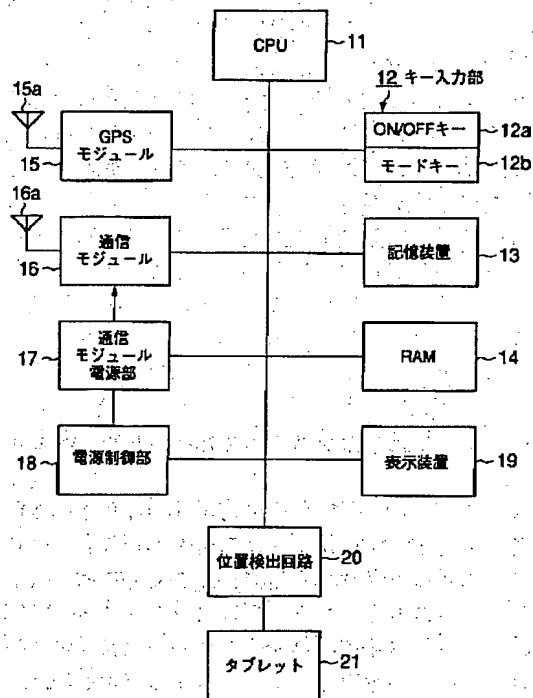 CPU
11
15a
GPS
モジュール
15
12 キー入力部
ON/OFFキー
12a
モードキー
12b
16a
通信
モジュール
16
記憶装置
13
通信
モジュール
電源部
17
RAM
14
電源制御部
18
表示装置
19
位置検出回路
20
タブレット
21